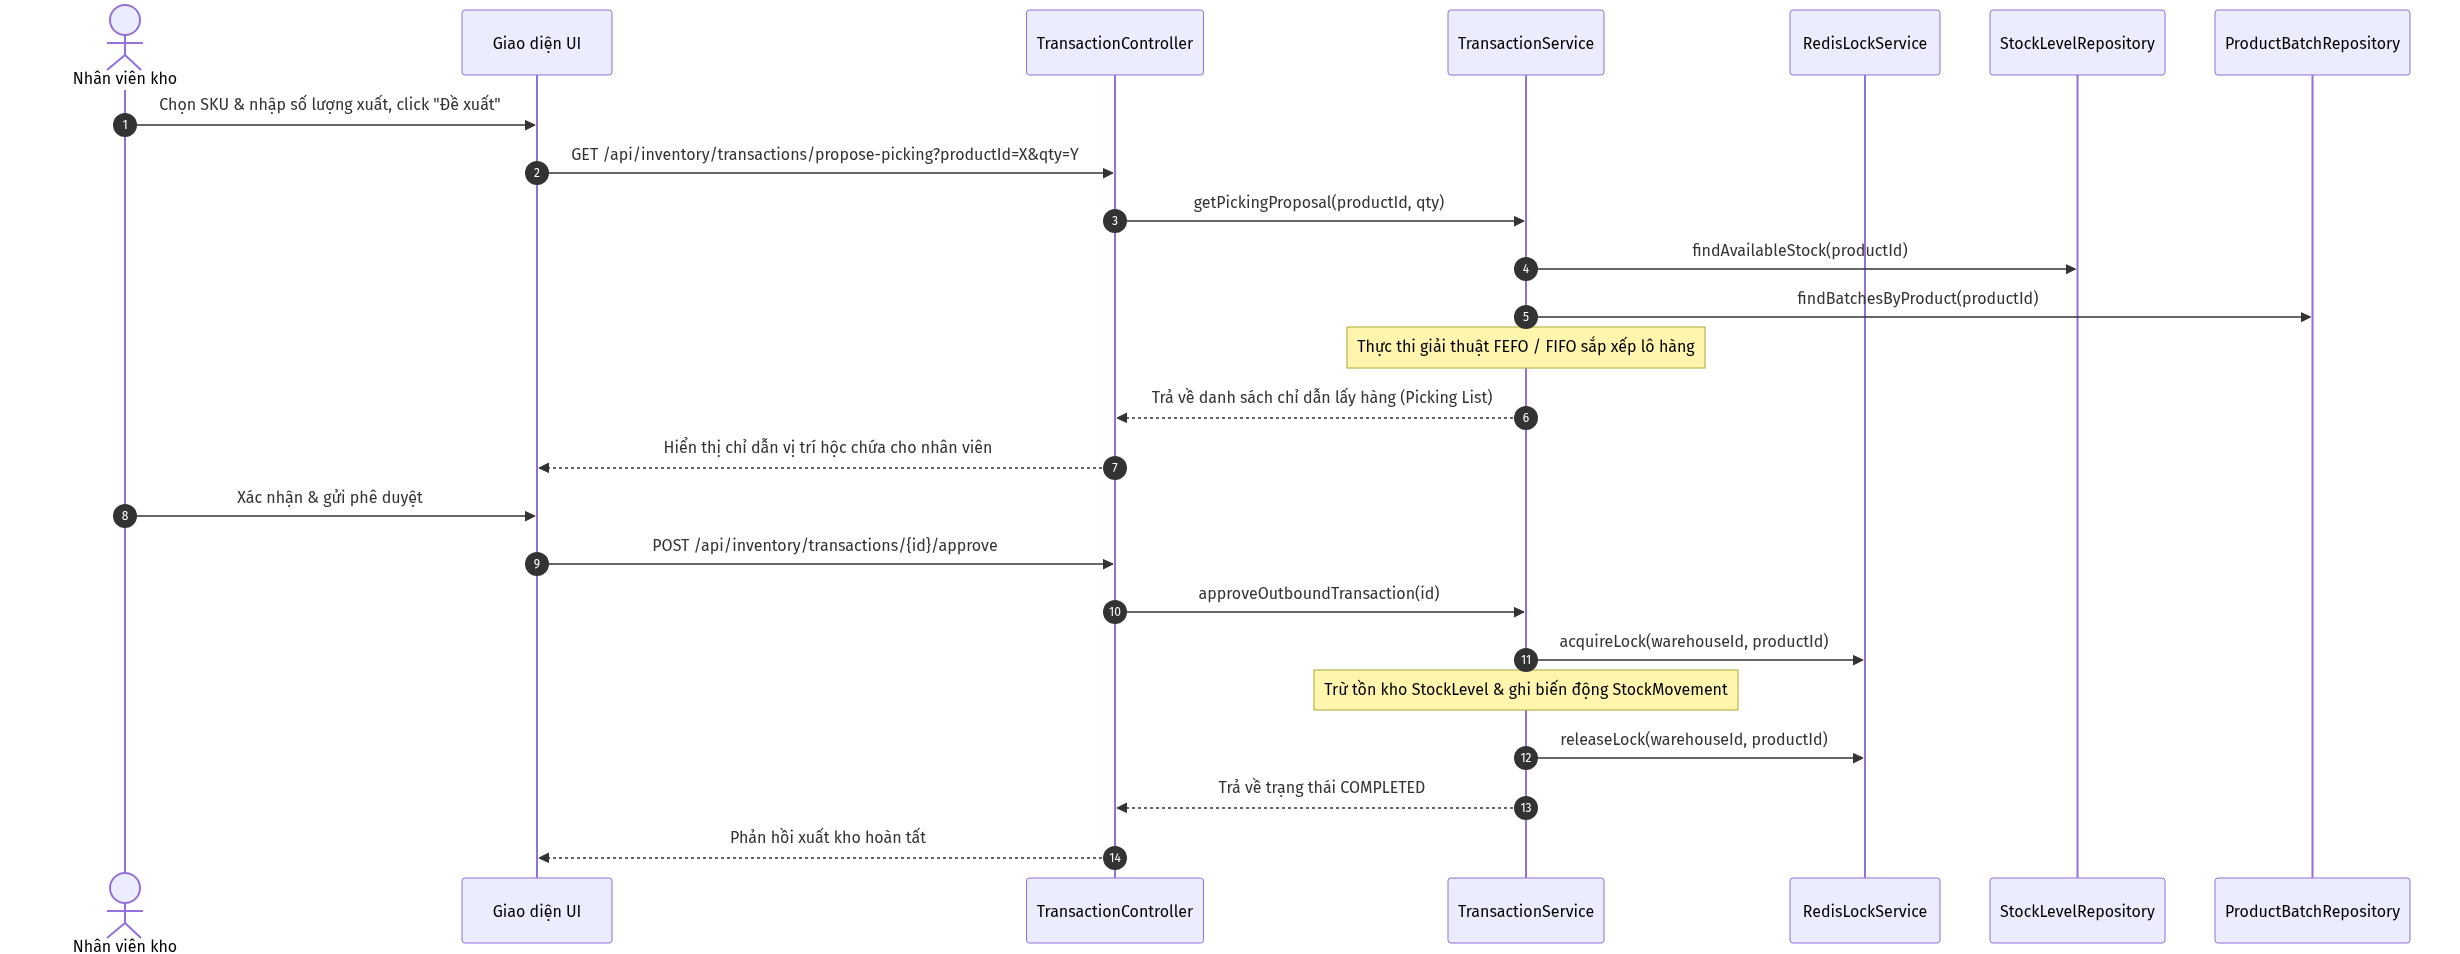 Nhân viên kho
Giao diện UI
TransactionController
TransactionService
RedisLockService
StockLevelRepository
ProductBatchRepository
Chọn SKU & nhập số lượng xuất, click "Đề xuất"
1
GET /api/inventory/transactions/propose-picking?productId=X&qty=Y
2
getPickingProposal(productId, qty)
3
findAvailableStock(productId)
4
findBatchesByProduct(productId)
5
Thực thi giải thuật FEFO / FIFO sắp xếp lô hàng
Trả về danh sách chỉ dẫn lấy hàng (Picking List)
6
Hiển thị chỉ dẫn vị trí hộc chứa cho nhân viên
7
Xác nhận & gửi phê duyệt
8
POST /api/inventory/transactions/{id}/approve
9
approveOutboundTransaction(id)
10
acquireLock(warehouseId, productId)
11
Trừ tồn kho StockLevel & ghi biến động StockMovement
releaseLock(warehouseId, productId)
12
Trả về trạng thái COMPLETED
13
Phản hồi xuất kho hoàn tất
14
Nhân viên kho
Giao diện UI
TransactionController
TransactionService
RedisLockService
StockLevelRepository
ProductBatchRepository